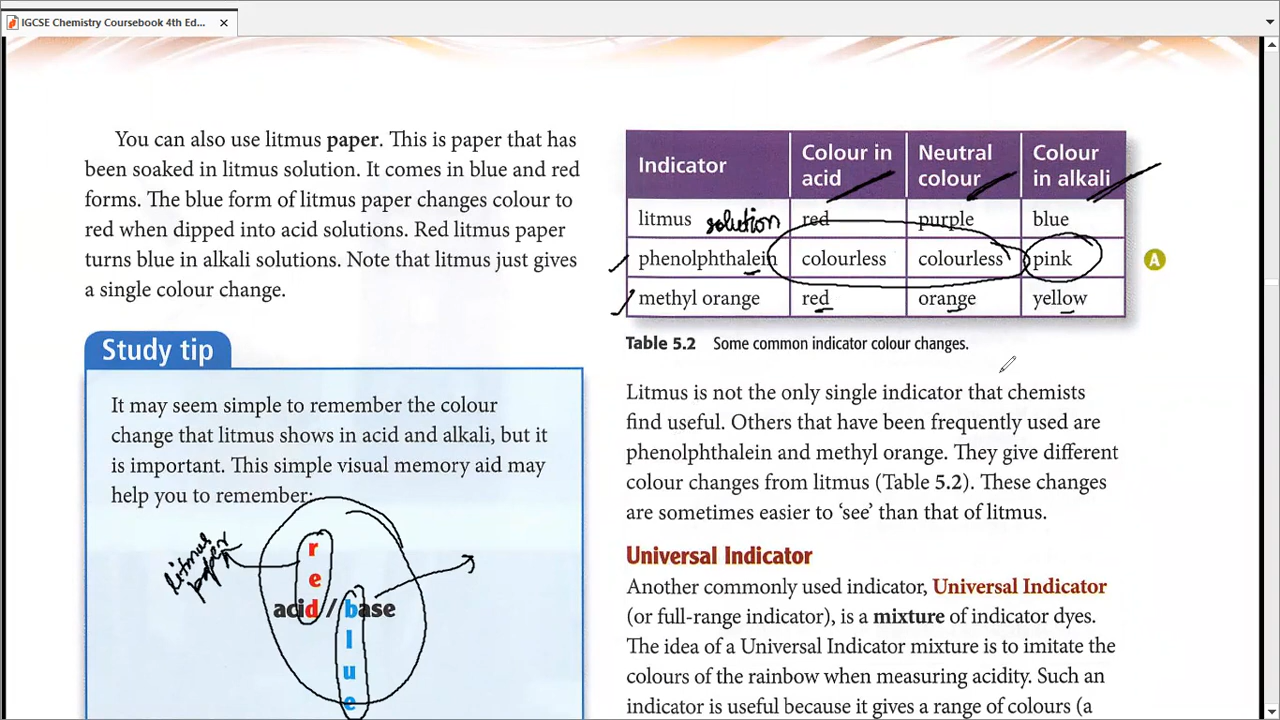 IGCSE Chemistry Coursebook 4th Ed...
You can also use litmus paper. This is paper that has
been soaked in litmus solution. It comes in blue and red
forms. The blue form of litmus paper changes colour to
red when dipped into acid solutions. Red litmus paper
turns blue in alkali solutions. Note that litmus just gives
a single colour change.
Study tip
It may seem simple to remember the colour
change that litmus shows in acid and alkali, but it
is important. This simple visual memory aid may
help you to remember:
litmus
paper
r
e
acid//base
l
u
e
Indicator Colour in acid Neutral colour Colour in alkali
litmus solution red purple blue
phenolphthalein colourless colourless pink
A
methyl orange red orange yellow
Table 5.2 Some common indicator colour changes.
Litmus is not the only single indicator that chemists
find useful. Others that have been frequently used are
phenolphthalein and methyl orange. They give different
colour changes from litmus (Table 5.2). These changes
are sometimes easier to ‘see’ than that of litmus.
Universal Indicator
Another commonly used indicator, Universal Indicator
(or full-range indicator), is a mixture of indicator dyes.
The idea of a Universal Indicator mixture is to imitate the
colours of the rainbow when measuring acidity. Such an
indicator is useful because it gives a range of colours (a